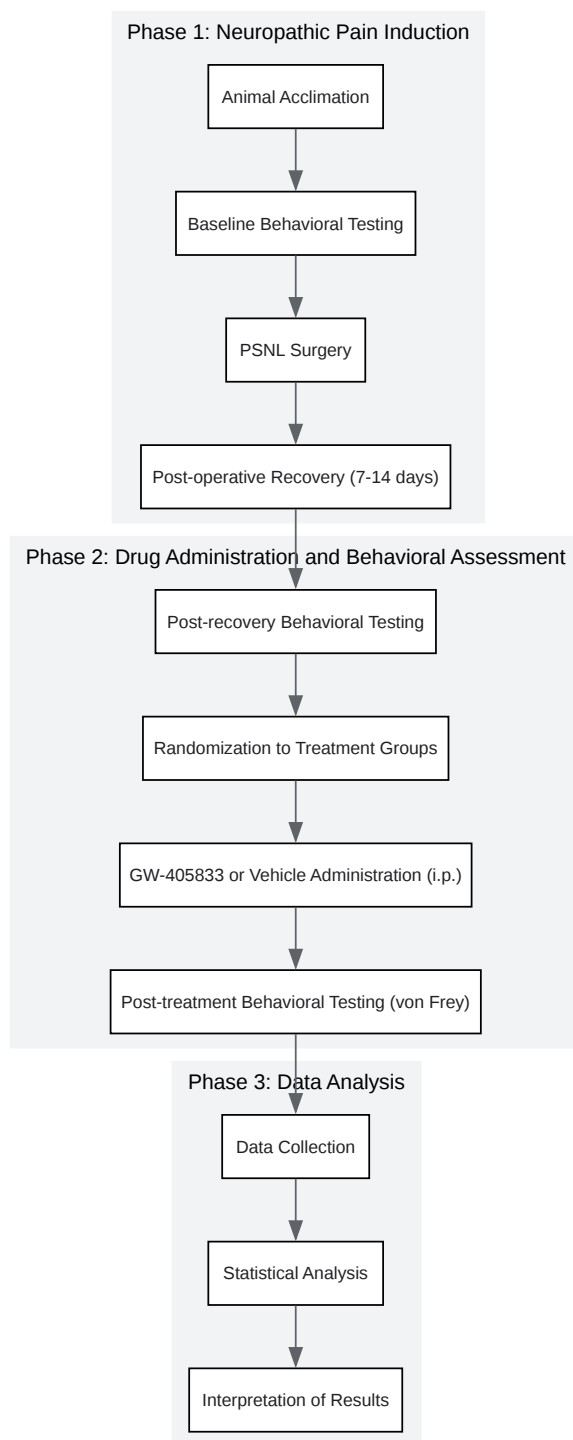 Phase 1: Neuropathic Pain Induction
Animal Acclimation
Baseline Behavioral Testing
PSNL Surgery
Post-operative Recovery (7-14 days)
Phase 2: Drug Administration and Behavioral Assessment
Post-recovery Behavioral Testing
Randomization to Treatment Groups
GW-405833 or Vehicle Administration (i.p.)
Post-treatment Behavioral Testing (von Frey)
Phase 3: Data Analysis
Data Collection
Statistical Analysis
Interpretation of Results